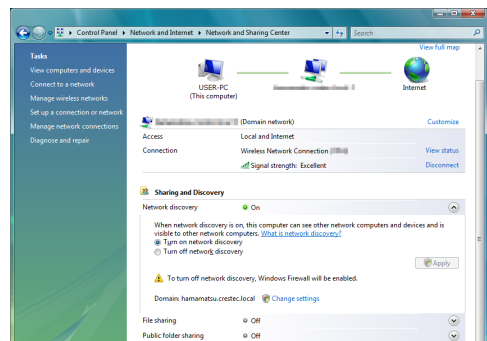 Control Panel ▸ Network and Internet ▸ Network and Sharing Center
Search
Tasks
View computers and devices
Connect to a network
Manage wireless networks
Set up a connection or network
Manage network connections
Diagnose and repair
View full map
USER-PC
(This computer)
Internet
(Domain network)
Customize
Access Local and Internet
Connection Wireless Network Connection
View status
Signal strength: Excellent
Disconnect
Sharing and Discovery
Network discovery On
When network discovery is on, this computer can see other network computers and devices and is
visible to other network computers. What is network discovery?
Turn on network discovery
Turn off network discovery
Apply
To turn off network discovery, Windows Firewall will be enabled.
Domain: hamamatsu.crestec.local Change settings
File sharing Off
Public folder sharing Off